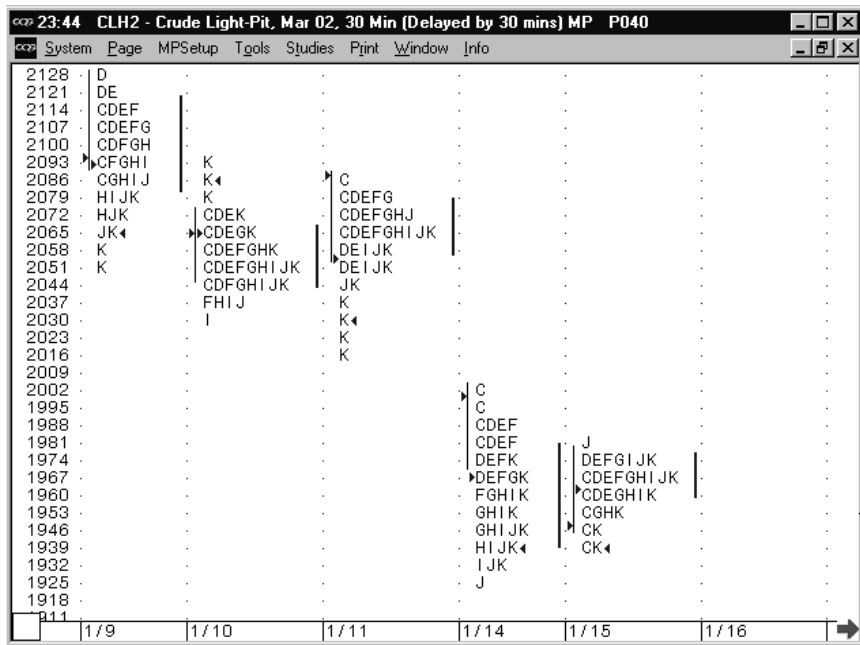 CQG 23:44 CLH2 - Crude Light-Pit, Mar 02, 30 Min (Delayed by 30 mins) MP P040
CQG System Page MPSetup Tools Studies Print Window Info
2128 D
2121 DE
2114 CDEF
2107 CDEFG
2100 CDFGH
2093 CFGHI K
2086 CGHIJ K C
2079 HIJK K CDEFG
2072 HJK CDEK CDEFGHJ
2065 JK CDEGK CDEFGHIJK
2058 K CDEFGHK DEIJK
2051 K CDEFGHIJK DEIJK
2044 CDFGHIJK JK
2037 FHIJ K
2030 I K
2023 K
2016 K
2009
2002 C
1995 C
1988 CDEF
1981 CDEF J
1974 DEFK DEFGIJK
1967 DEFGK CDEFGHIJK
1960 FGHIK CDEGHIK
1953 GHIK CGHK
1946 GHIJK CK
1939 HIJK CK
1932 IJK
1925 J
1918
1911
1/9 1/10 1/11 1/14 1/15 1/16